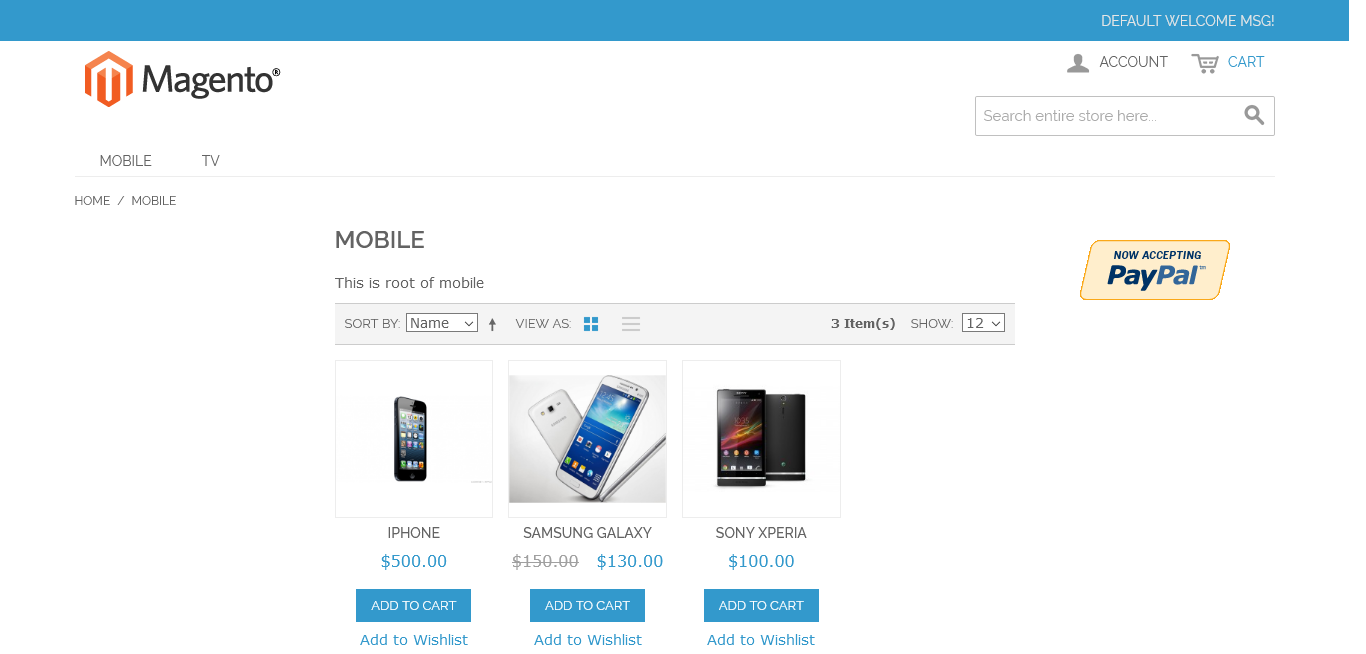 DEFAULT WELCOME MSG!
Magento®
ACCOUNT CART
Search entire store here...
MOBILE TV
HOME / MOBILE
MOBILE
NOW ACCEPTING
PayPal™
This is root of mobile
SORT BY: Name VIEW AS: 3 Item(s) SHOW: 12
IPHONE SAMSUNG GALAXY SONY XPERIA
$500.00 $150.00 $130.00 $100.00
ADD TO CART ADD TO CART ADD TO CART
Add to Wishlist Add to Wishlist Add to Wishlist